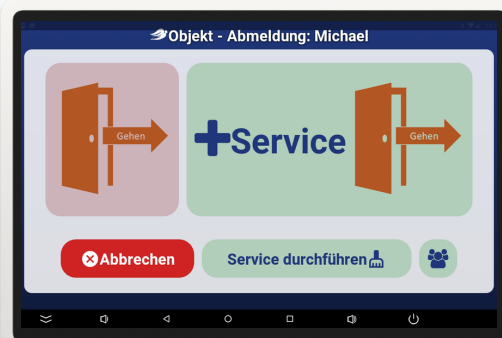 Objekt - Abmeldung: Michael
Gehen
+Service
Gehen
Abbrechen
Service durchführen